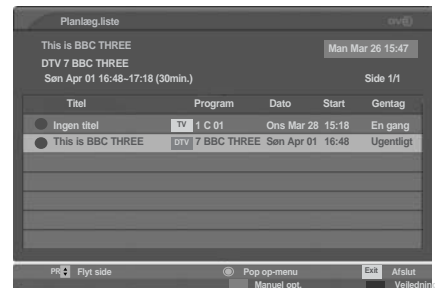 Planlæg.liste
This is BBC THREE
Man Mar 26 15:47
DTV 7 BBC THREE
Søn Apr 01 16:48~17:18 (30min.)
Side 1/1
Titel Program Dato Start Gentag
Ingen titel TV 1 C 01 Ons Mar 28 15:18 En gang
This is BBC THREE DTV 7 BBC THREE Søn Apr 01 16:48 Ugentligt
PR Flyt side Pop op-menu Exit Afslut
Manuel opt.